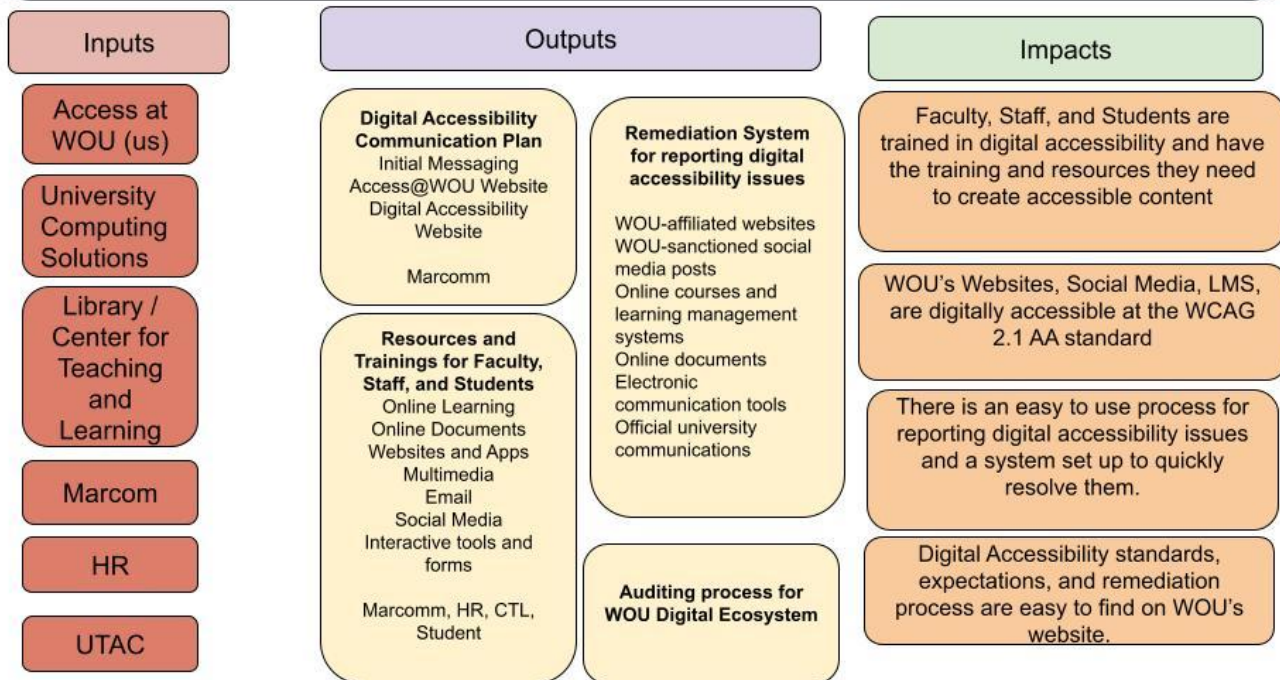 Inputs
Access at
WOU (us)
University
Computing
Solutions
Library /
Center for
Teaching
and
Learning
Marcom
HR
UTAC
Outputs
Digital Accessibility
Communication Plan
Initial Messaging
Access@WOU Website
Digital Accessibility
Website
Marcomm
Resources and
Trainings for Faculty,
Staff, and Students
Online Learning
Online Documents
Websites and Apps
Multimedia
Email
Social Media
Interactive tools and
forms
Marcomm, HR, CTL,
Student
Remediation System
for reporting digital
accessibility issues
WOU-affiliated websites
WOU-sanctioned social
media posts
Online courses and
learning management
systems
Online documents
Electronic
communication tools
Official university
communications
Auditing process for
WOU Digital Ecosystem
Impacts
Faculty, Staff, and Students are
trained in digital accessibility and have
the training and resources they need
to create accessible content
WOU's Websites, Social Media, LMS,
are digitally accessible at the WCAG
2.1 AA standard
There is an easy to use process for
reporting digital accessibility issues
and a system set up to quickly
resolve them.
Digital Accessibility standards,
expectations, and remediation
process are easy to find on WOU's
website.